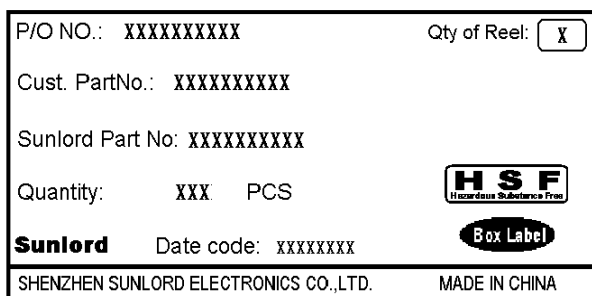 P/O NO.: XXXXXXXXXX Qty of Reel: X
Cust. PartNo.: XXXXXXXXXX
Sunlord Part No: XXXXXXXXXX
Quantity: XXX PCS
HSF
Hazardous Substance Free
Sunlord Date code: XXXXXXXX
Box Label
SHENZHEN SUNLORD ELECTRONICS CO.,LTD. MADE IN CHINA